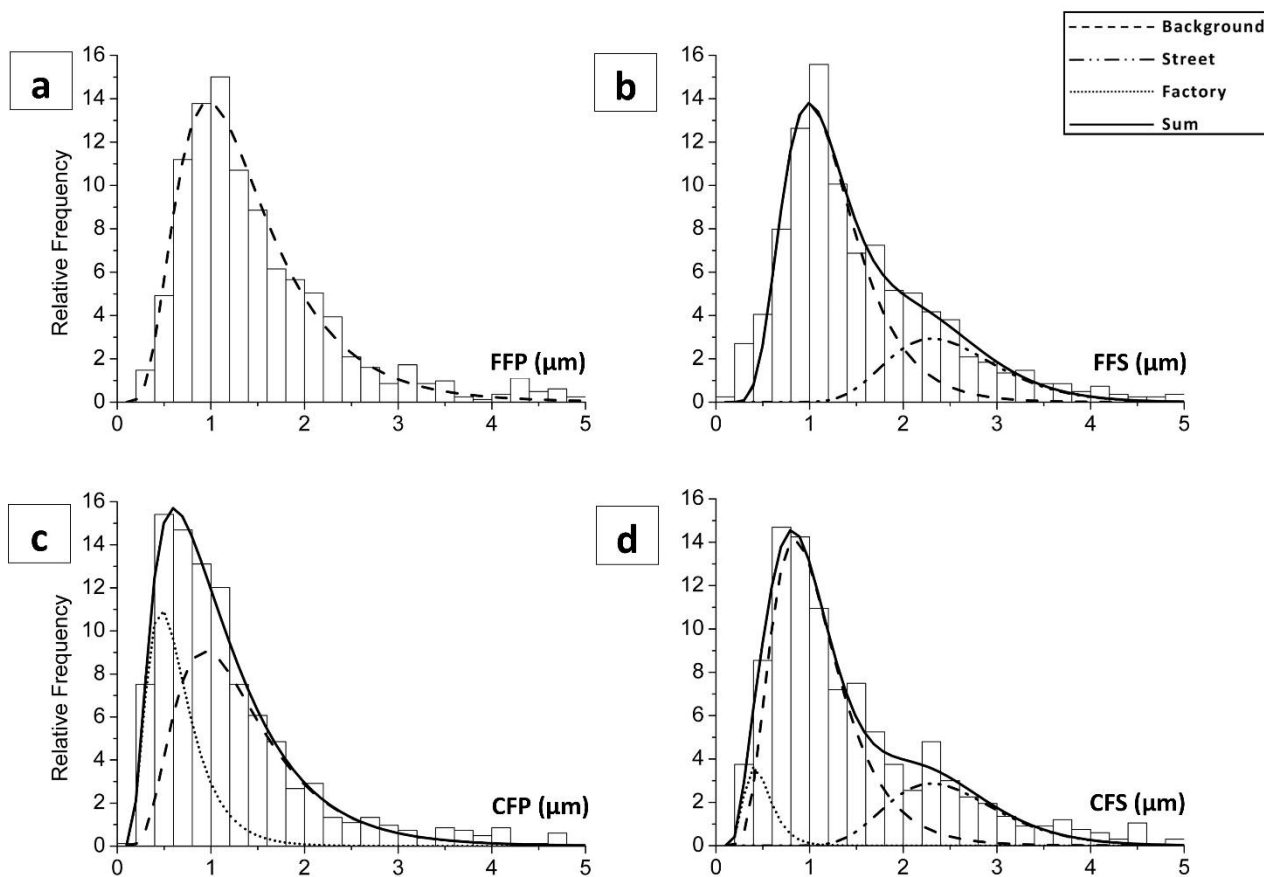 Background
Street
Factory
Sum
a
16
14
12
10
8
6
4
2
0
Relative Frequency
FFP (µm)
0 1 2 3 4 5
b
16
14
12
10
8
6
4
2
0
FFS (µm)
0 1 2 3 4 5
c
16
14
12
10
8
6
4
2
0
Relative Frequency
CFP (µm)
0 1 2 3 4 5
d
16
14
12
10
8
6
4
2
0
CFS (µm)
0 1 2 3 4 5